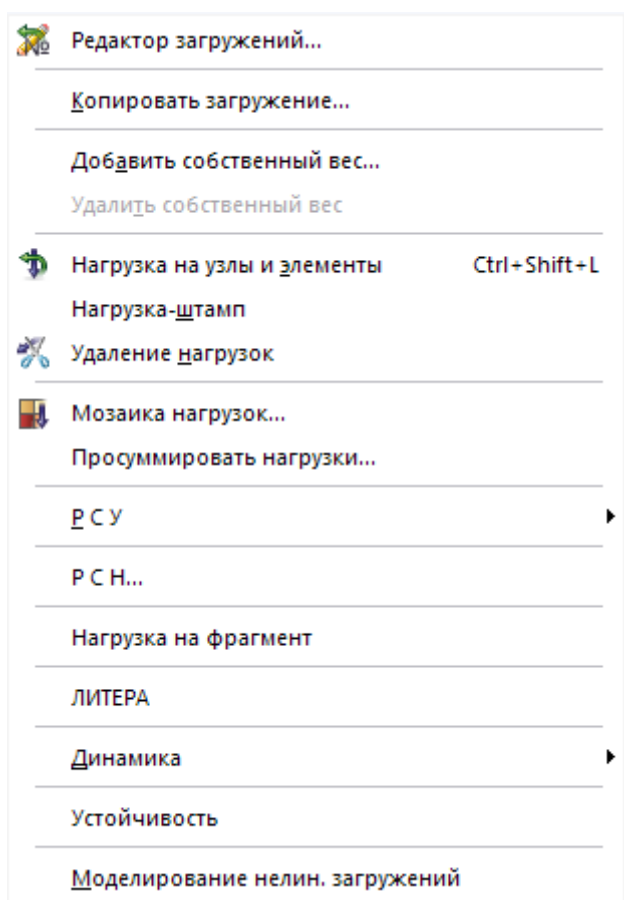 Редактор загружений...
Копировать загружение...
Добавить собственный вес...
Удалить собственный вес
Нагрузка на узлы и элементы Ctrl+Shift+L
Нагрузка-штамп
Удаление нагрузок
Мозаика нагрузок...
Просуммировать нагрузки...
Р С У
Р С Н...
Нагрузка на фрагмент
ЛИТЕРА
Динамика
Устойчивость
Моделирование нелин. загружений